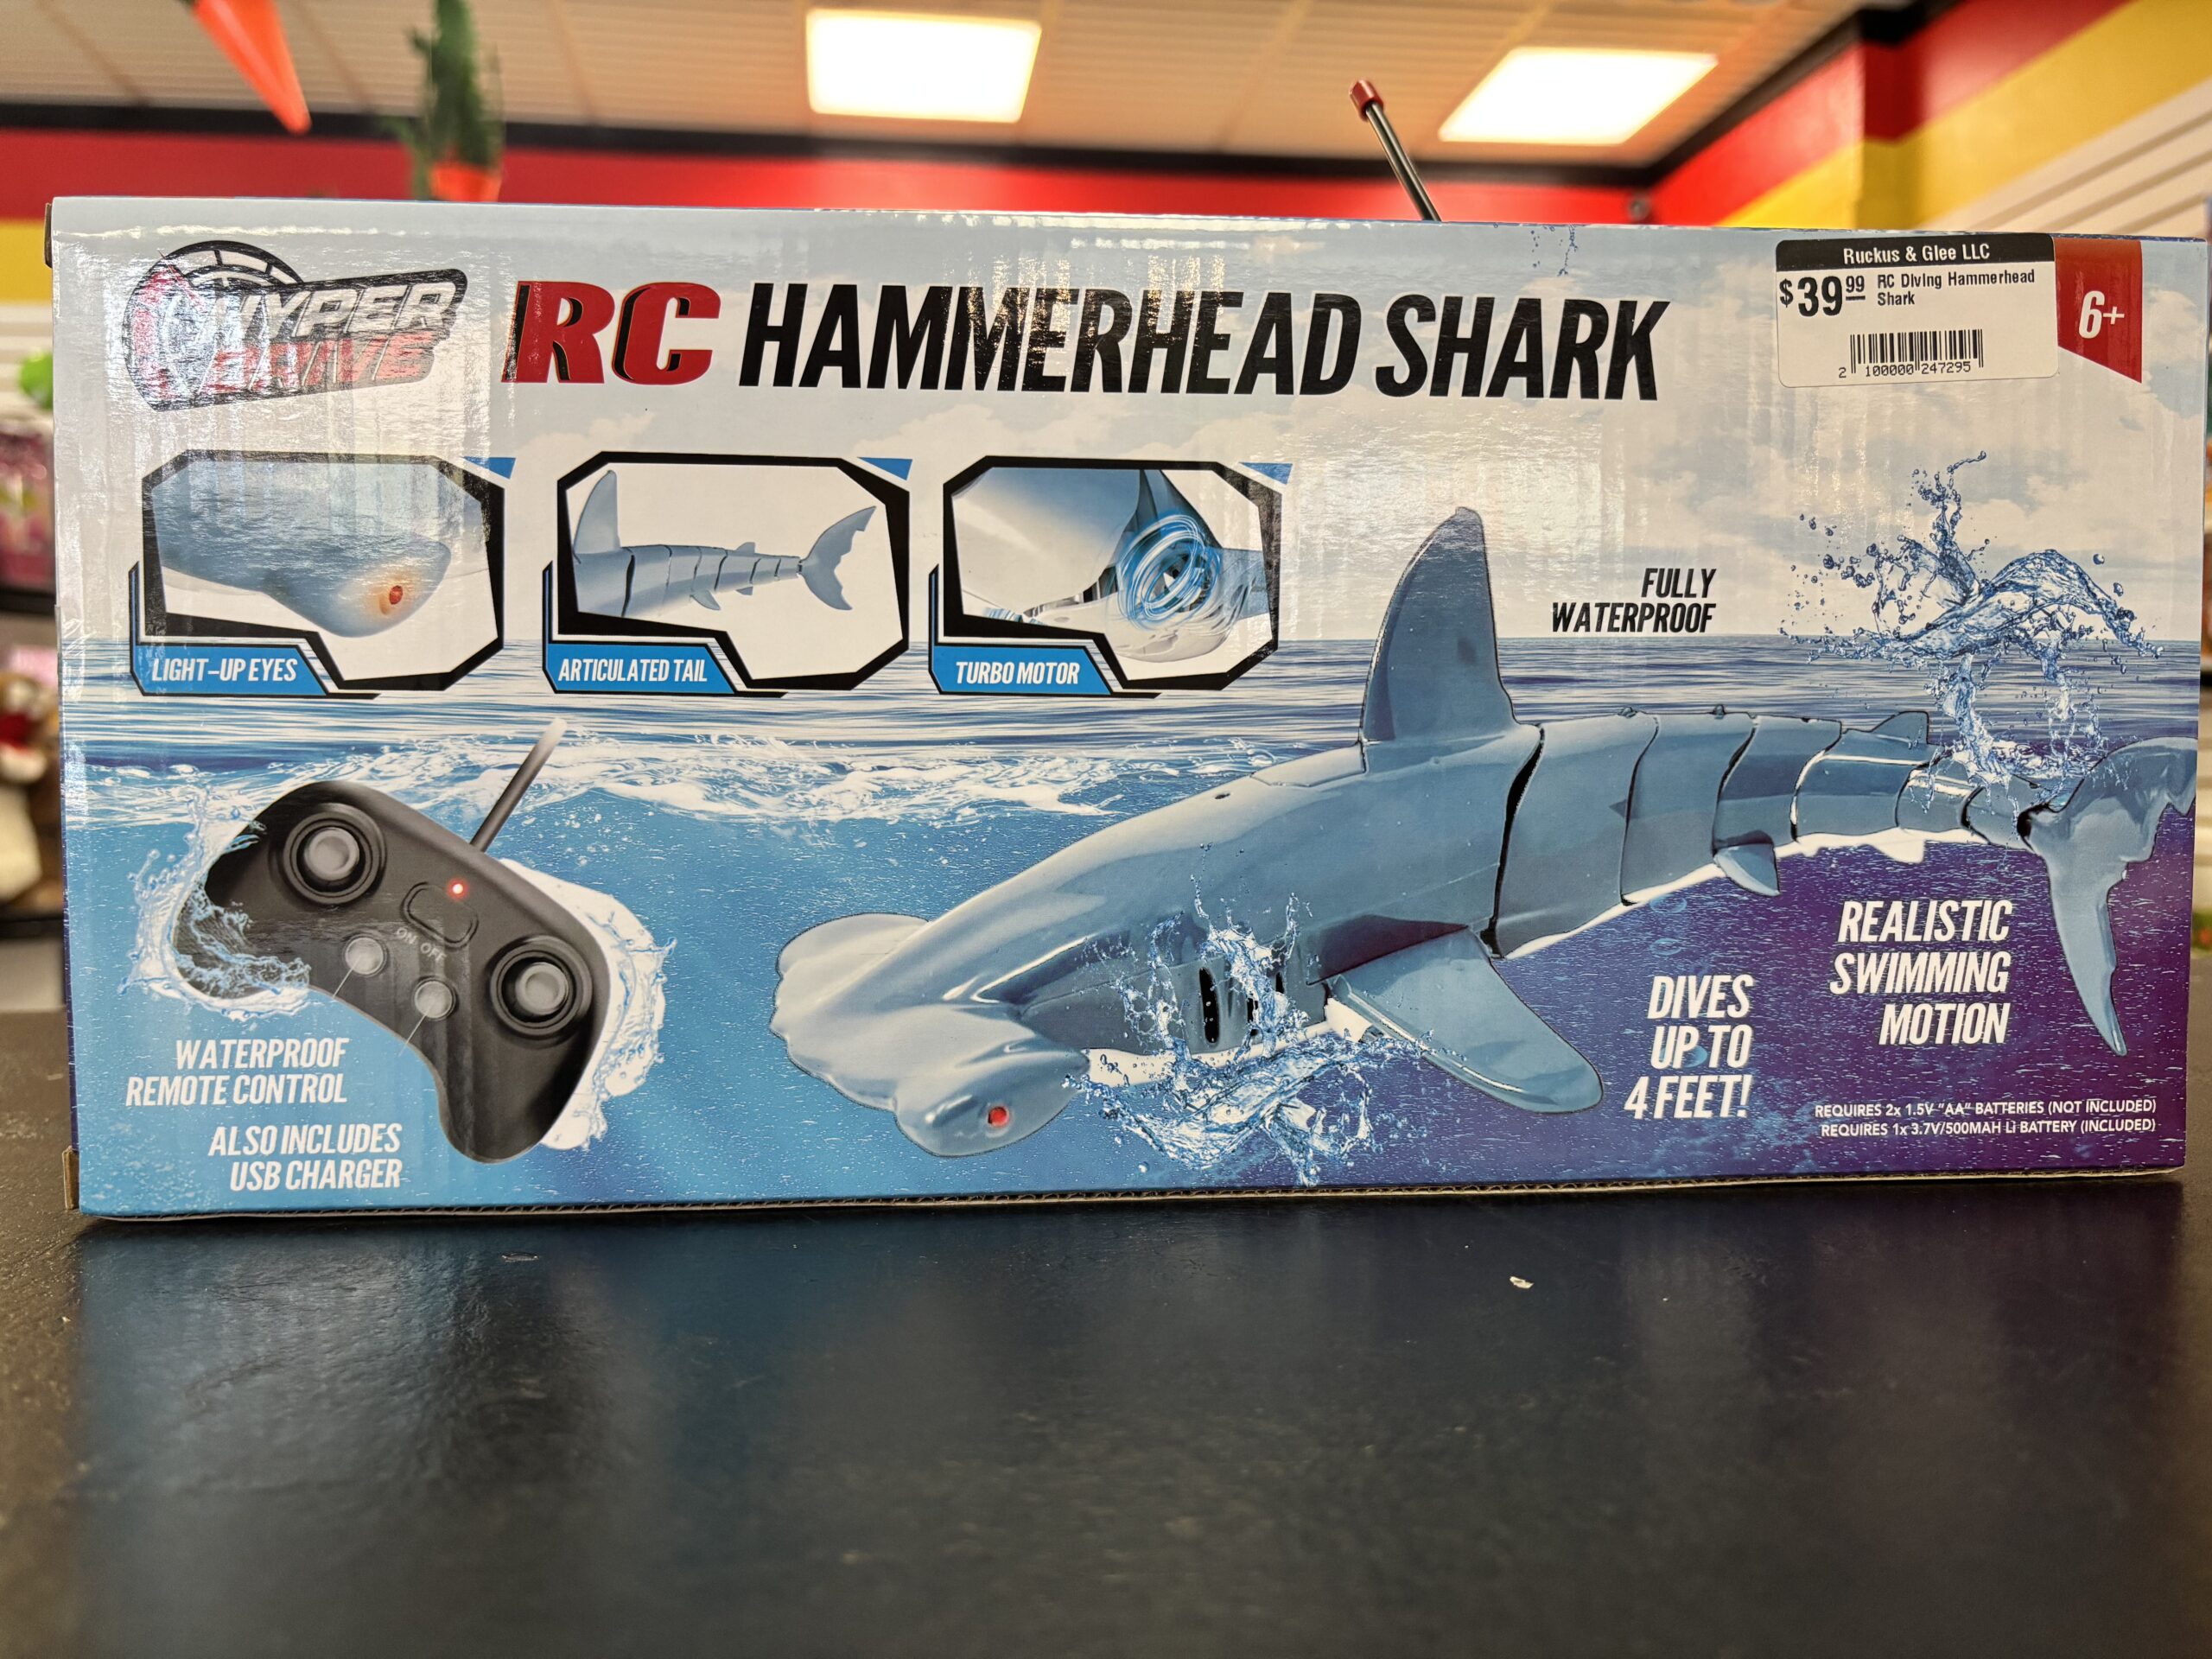 HYPER
DRIVE
RC HAMMERHEAD SHARK
Ruckus & Glee LLC
$39.99 RC Diving Hammerhead
Shark
2 100000 247295
6+
LIGHT-UP EYES
ARTICULATED TAIL
TURBO MOTOR
FULLY
WATERPROOF
ON OFF
WATERPROOF
REMOTE CONTROL
ALSO INCLUDES
USB CHARGER
DIVES
UP TO
4 FEET!
REALISTIC
SWIMMING
MOTION
REQUIRES 2x 1.5V "AA" BATTERIES (NOT INCLUDED)
REQUIRES 1x 3.7V/500MAH Li BATTERY (INCLUDED)